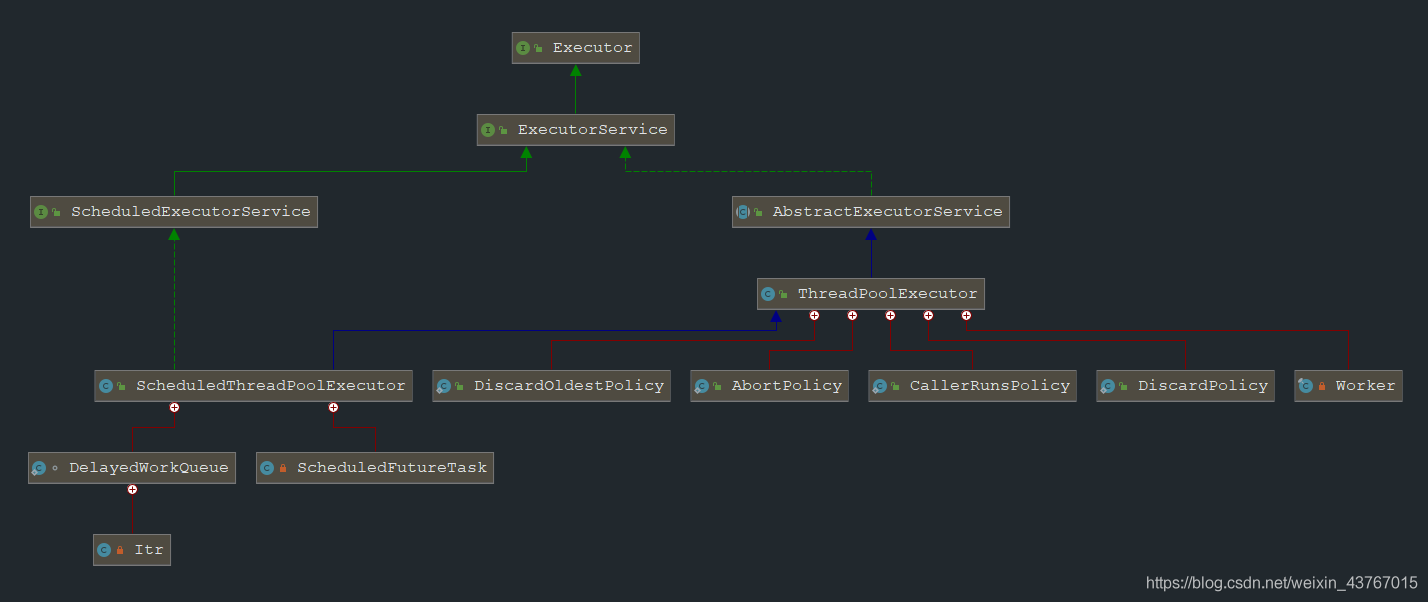 Executor
ExecutorService
ScheduledExecutorService
AbstractExecutorService
ThreadPoolExecutor
ScheduledThreadPoolExecutor
DiscardOldestPolicy
AbortPolicy
CallerRunsPolicy
DiscardPolicy
Worker
DelayedWorkQueue
ScheduledFutureTask
Itr
https://blog.csdn.net/weixin_43767015